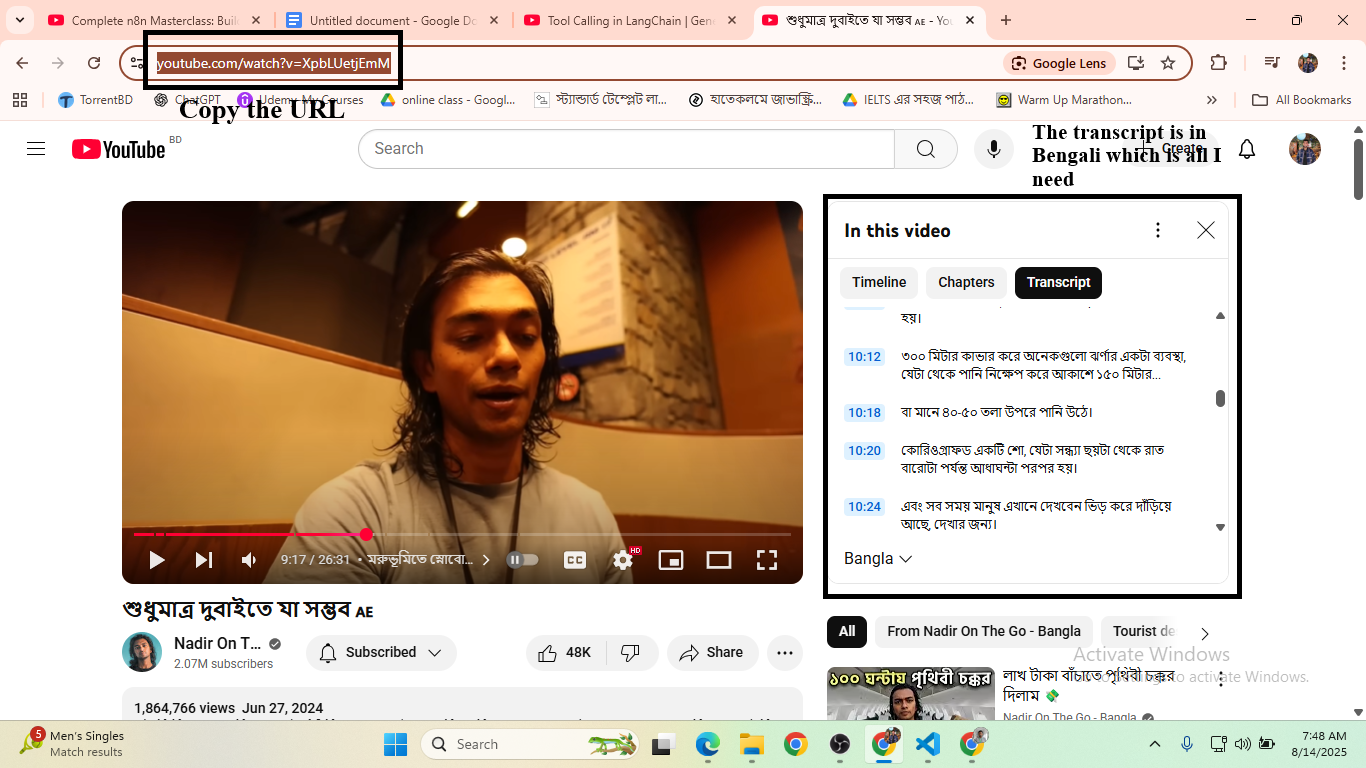 Complete n8n Masterclass: Buil
Untitled document - Google Do
Tool Calling in LangChain | Gen
শুধুমাত্র দুবাইতে যা সম্ভব AE - You
youtube.com/watch?v=XpbLUetjEmM
Google Lens
TorrentBD
ChatGPT
Udemy My Courses
online class - Googl...
স্ট্যান্ডার্ড টেম্পলেট লা...
হাতেকলমে জাভাস্ক্রি...
IELTS এর সহজ পাঠ...
Warm Up Marathon...
All Bookmarks
Copy the URL
YouTube BD
Search
Create
The transcript is in
Bengali which is all I
need
In this video
Timeline
Chapters
Transcript
হয়।
10:12
৩০০ মিটার কাভার করে অনেকগুলো ঝর্ণার একটা ব্যবস্থা,
যেটা থেকে পানি নিক্ষেপ করে আকাশে ১৫০ মিটার...
10:18
বা মানে ৪০-৫০ তলা উপরে পানি উঠে।
10:20
কোরিওগ্রাফড একটি শো, যেটা সন্ধ্যা ছয়টা থেকে রাত
বারোটা পর্যন্ত আধাঘন্টা পরপর হয়।
10:24
এবং সব সময় মানুষ এখানে দেখবেন ভিড় করে দাঁড়িয়ে
আছে, দেখার জন্য।
Bangla
9:17 / 26:31 • মরুভূমিতে স্নোবো...
CC
HD
শুধুমাত্র দুবাইতে যা সম্ভব AE
Nadir On T...
2.07M subscribers
Subscribed
48K
Share
1,864,766 views Jun 27, 2024
All
From Nadir On The Go - Bangla
Tourist de
১০০ ঘন্টায় পৃথিবী চক্কর
লাখ টাকা বাঁচাতে পৃথিবী চক্কর
দিলাম
Nadir On The Go - Bangla
Activate Windows
Go to Settings to activate Windows.
5
Men's Singles
Match results
Search
7:48 AM
8/14/2025